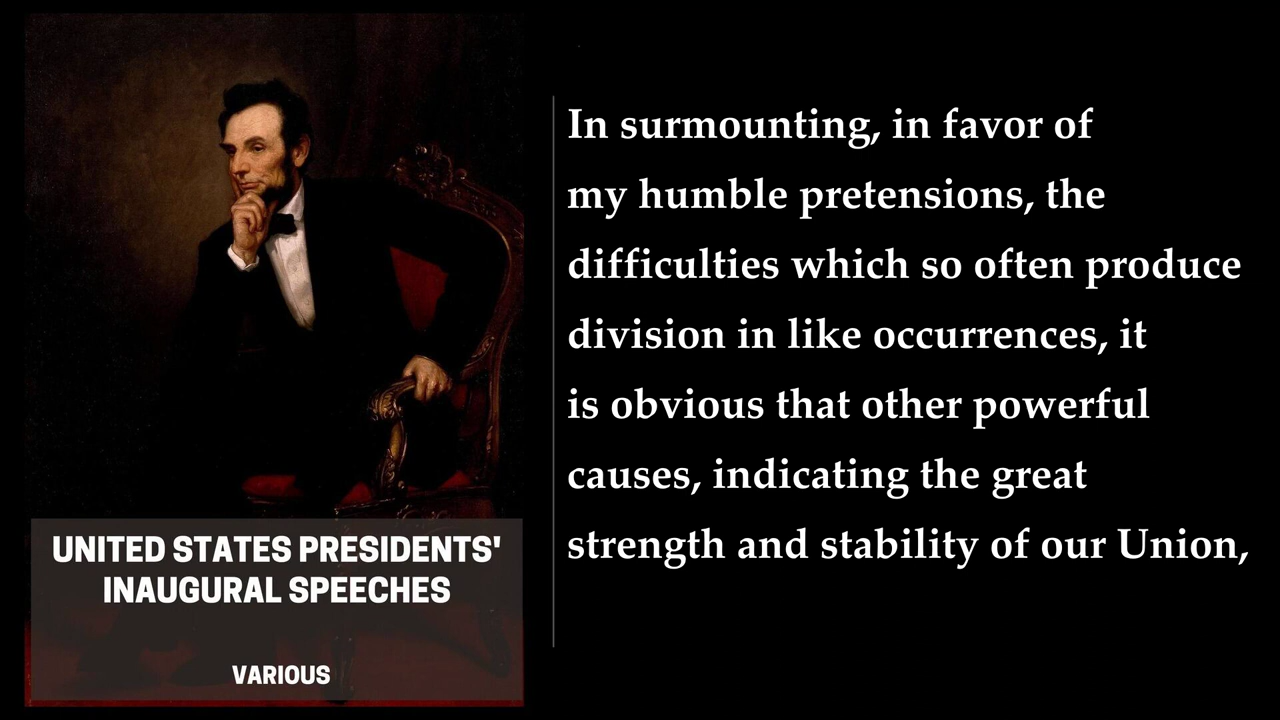 UNITED STATES PRESIDENTS'
INAUGURAL SPEECHES
VARIOUS
In surmounting, in favor of
my humble pretensions, the
difficulties which so often produce
division in like occurrences, it
is obvious that other powerful
causes, indicating the great
strength and stability of our Union,